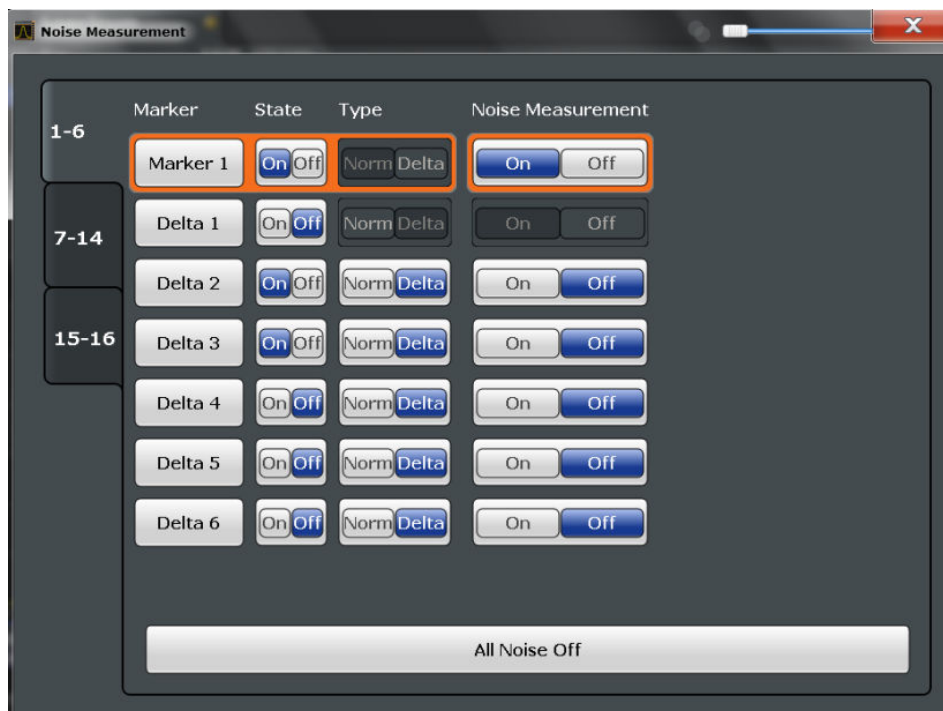 Noise Measurement
X
1-6
7-14
15-16
Marker State Type Noise Measurement
Marker 1 On Off Norm Delta On Off
Delta 1 On Off Norm Delta On Off
Delta 2 On Off Norm Delta On Off
Delta 3 On Off Norm Delta On Off
Delta 4 On Off Norm Delta On Off
Delta 5 On Off Norm Delta On Off
Delta 6 On Off Norm Delta On Off
All Noise Off